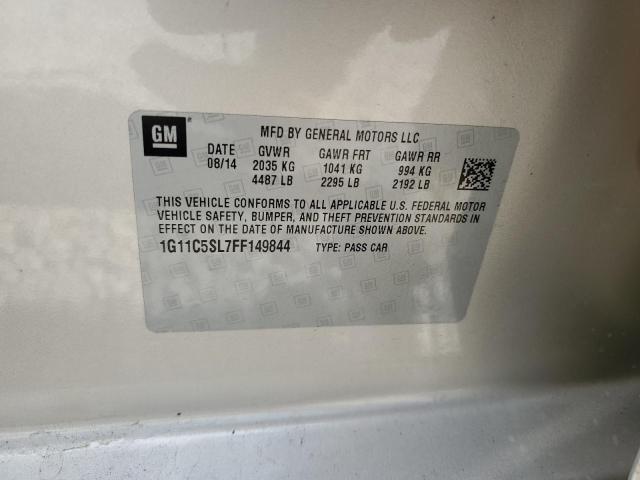 GM
MFD BY GENERAL MOTORS LLC
DATE GVWR GAWR FRT GAWR RR
08/14 2035 KG 1041 KG 994 KG
4487 LB 2295 LB 2192 LB
THIS VEHICLE CONFORMS TO ALL APPLICABLE U.S. FEDERAL MOTOR
VEHICLE SAFETY, BUMPER, AND THEFT PREVENTION STANDARDS IN
EFFECT ON THE DATE OF MANUFACTURE SHOWN ABOVE.
1G11C5SL7FF149844 TYPE: PASS CAR